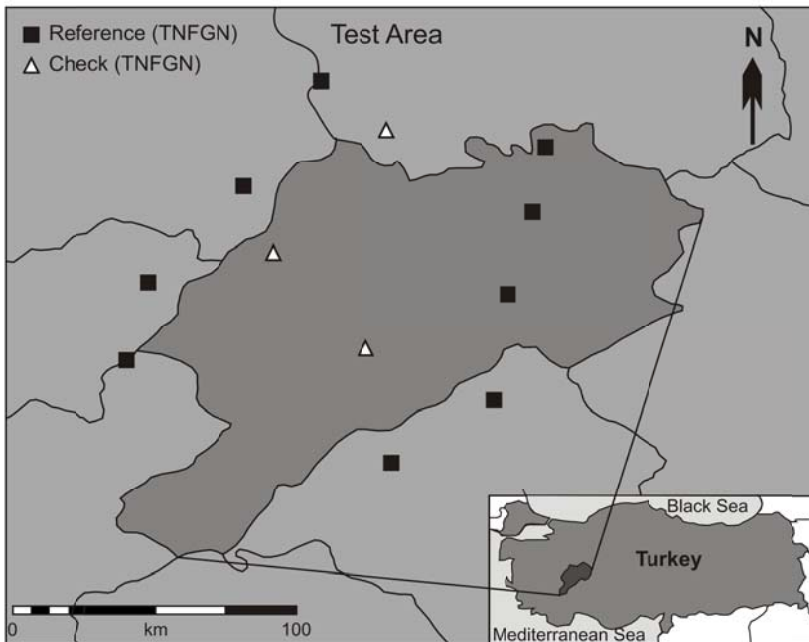 Reference (TNFGN)
Check (TNFGN)
Test Area
N
Black Sea
Turkey
Mediterranean Sea
0 100
km